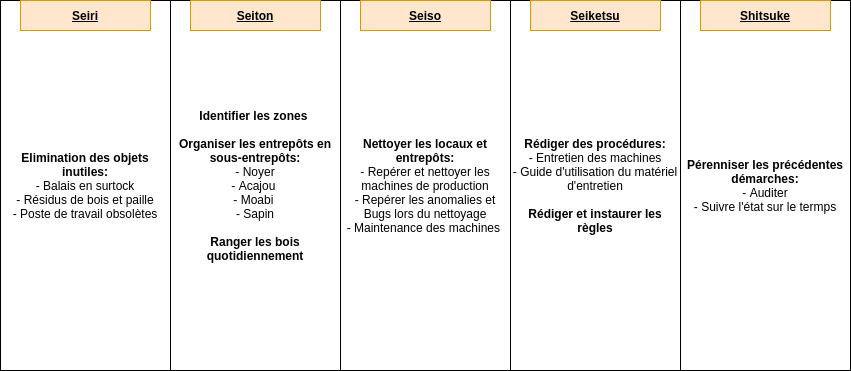 Seiri
Elimination des objets
inutiles:
- Balais en surtock
- Résidus de bois et paille
- Poste de travail obsolètes
Seiton
Identifier les zones
Organiser les entrepôts en
sous-entrepôts:
- Noyer
- Acajou
- Moabi
- Sapin
Ranger les bois
quotidiennement
Seiso
Nettoyer les locaux et
entrepôts:
- Repérer et nettoyer les
machines de production
- Repérer les anomalies et
Bugs lors du nettoyage
- Maintenance des machines
Seiketsu
Rédiger des procédures:
- Entretien des machines
- Guide d'utilisation du matériel
d'entretien
Rédiger et instaurer les
règles
Shitsuke
Pérenniser les précédentes
démarches:
- Auditer
- Suivre l'état sur le termps